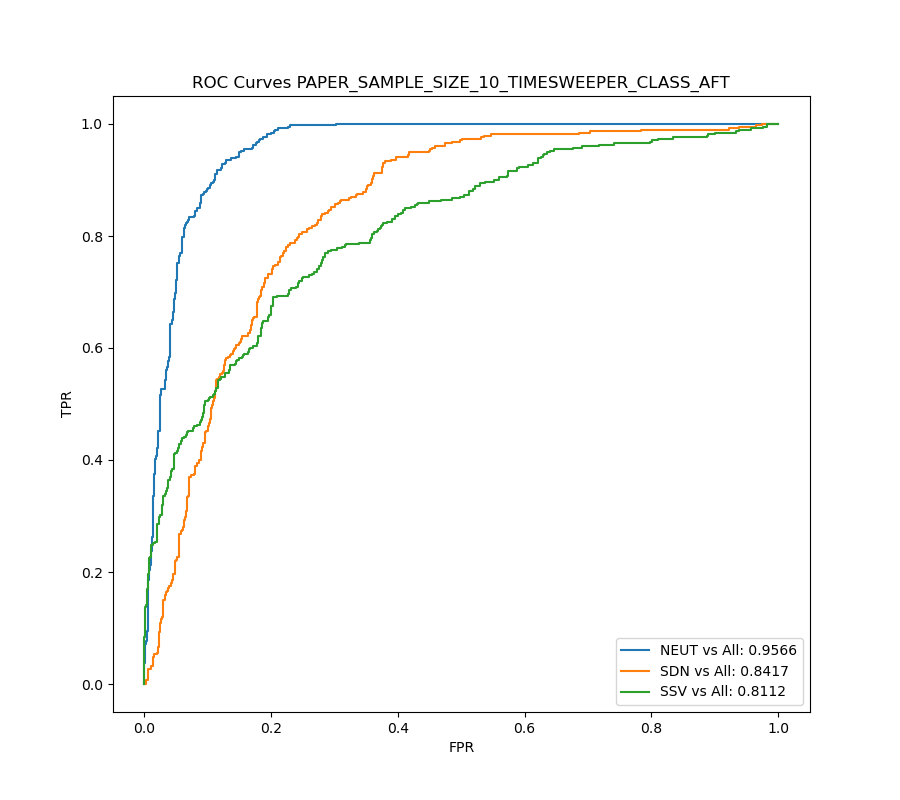 ROC Curves PAPER_SAMPLE_SIZE_10_TIMESWEEPER_CLASS_AFT
1.0
0.8
0.6
0.4
0.2
0.0
TPR
NEUT vs All: 0.9566
SDN vs All: 0.8417
SSV vs All: 0.8112
0.0 0.2 0.4 0.6 0.8 1.0
FPR